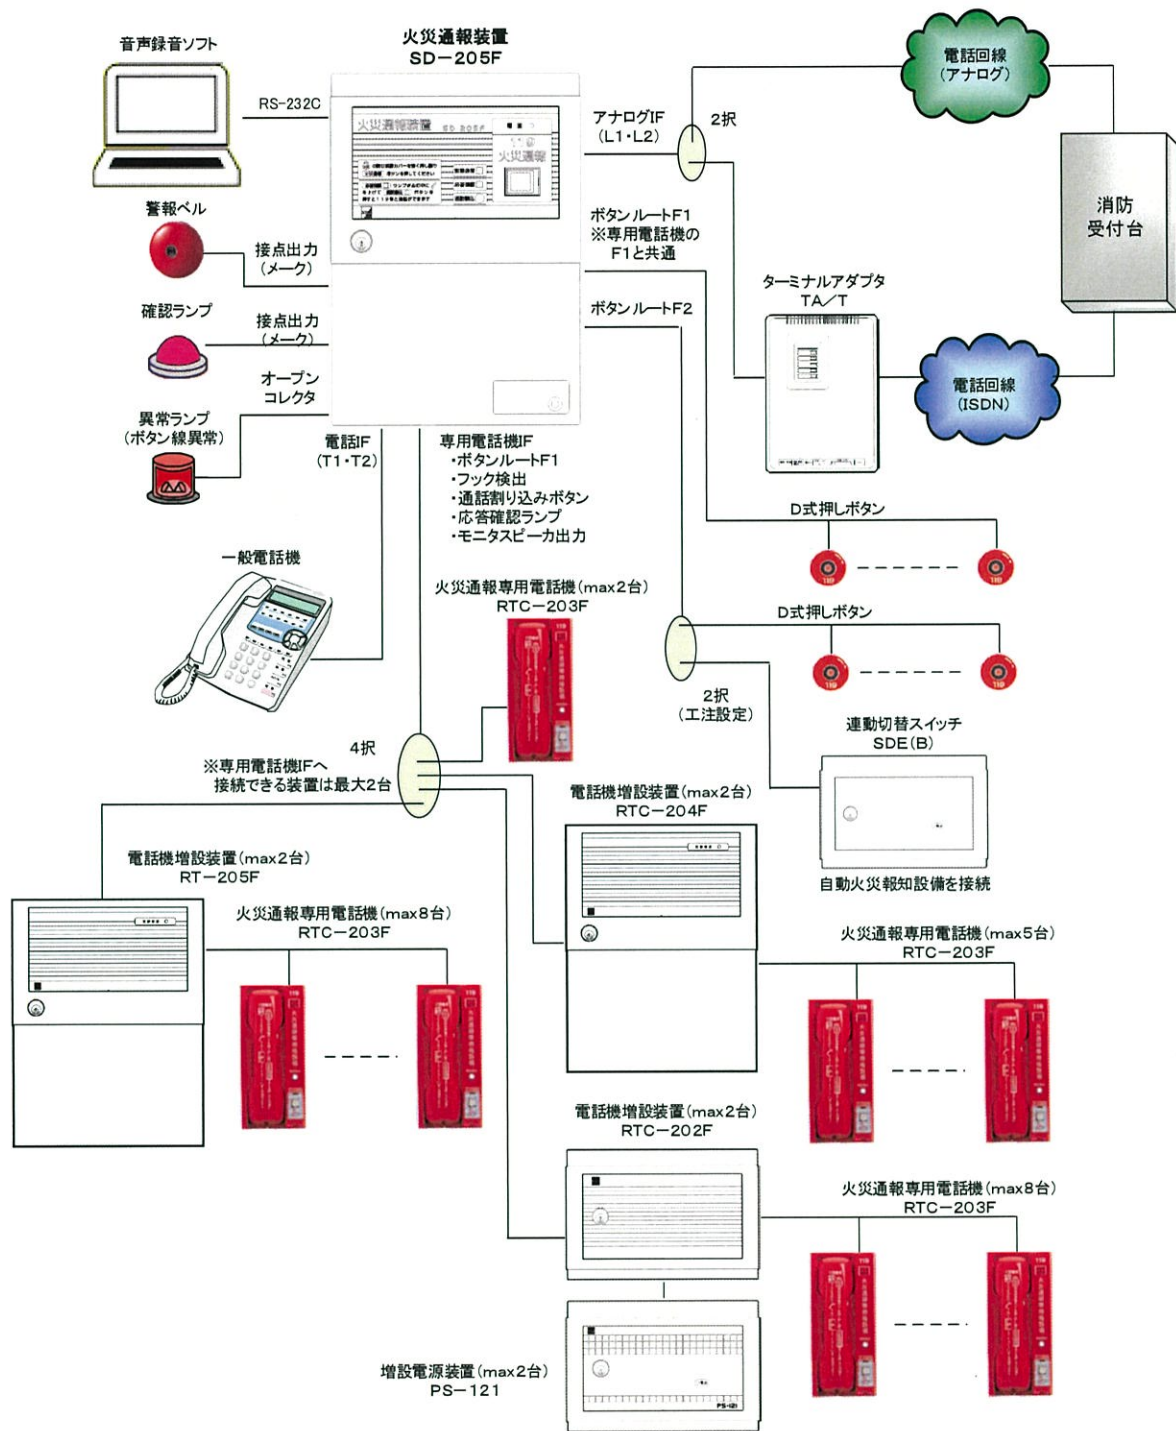 音声録音ソフト
火災通報装置
SD-205F
RS-232C
火災通報装置 SD 205F
119
火災通報
アナログIF
(L1・L2)
2択
電話回線
(アナログ)
消防
受付台
警報ベル
接点出力
(メーク)
ボタンルートF1
※専用電話機の
F1と共通
ターミナルアダプタ
TA/T
確認ランプ
接点出力
(メーク)
ボタンルートF2
電話回線
(ISDN)
異常ランプ
(ボタン線異常)
オープン
コレクタ
電話IF
(T1・T2)
専用電話機IF
・ボタンルートF1
・フック検出
・通話割り込みボタン
・応答確認ランプ
・モニタスピーカ出力
D式押しボタン
一般電話機
火災通報専用電話機(max2台)
RTC-203F
D式押しボタン
2択
(工注設定)
連動切替スイッチ
SDE(B)
自動火災報知設備を接続
4択
※専用電話機IFへ
接続できる装置は最大2台
電話機増設装置(max2台)
RTC-204F
電話機増設装置(max2台)
RT-205F
火災通報専用電話機(max8台)
RTC-203F
火災通報専用電話機(max5台)
RTC-203F
電話機増設装置(max2台)
RTC-202F
火災通報専用電話機(max8台)
RTC-203F
増設電源装置(max2台)
PS-121
PS-121